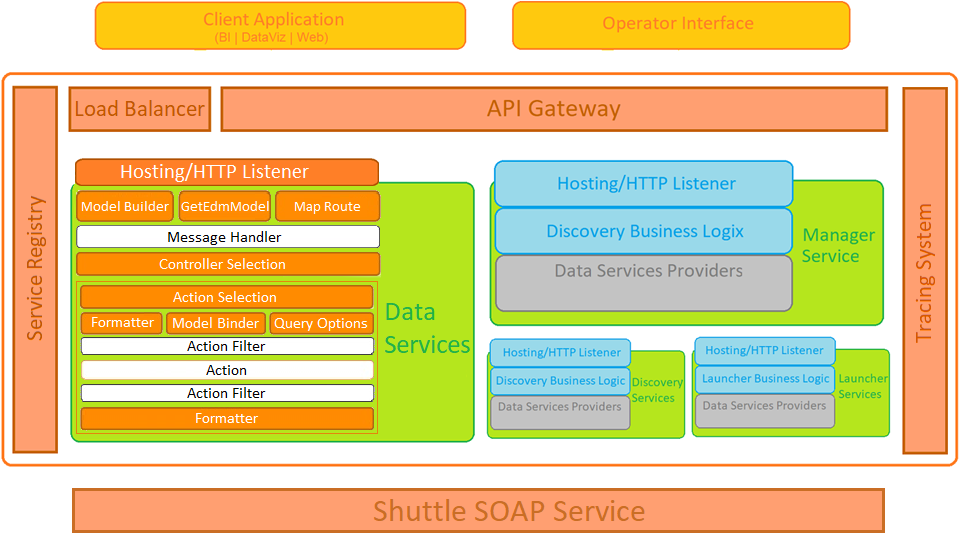 Client Application
(BI | DataViz | Web)
Operator Interface
Service Registry
Load Balancer
API Gateway
Tracing System
Hosting/HTTP Listener
Model Builder
GetEdmModel
Map Route
Message Handler
Controller Selection
Action Selection
Formatter
Model Binder
Query Options
Action Filter
Action
Action Filter
Formatter
Data
Services
Hosting/HTTP Listener
Discovery Business Logix
Data Services Providers
Manager
Service
Hosting/HTTP Listener
Discovery Business Logic
Data Services Providers
Discovery
Services
Hosting/HTTP Listener
Launcher Business Logic
Data Services Providers
Launcher
Services
Shuttle SOAP Service